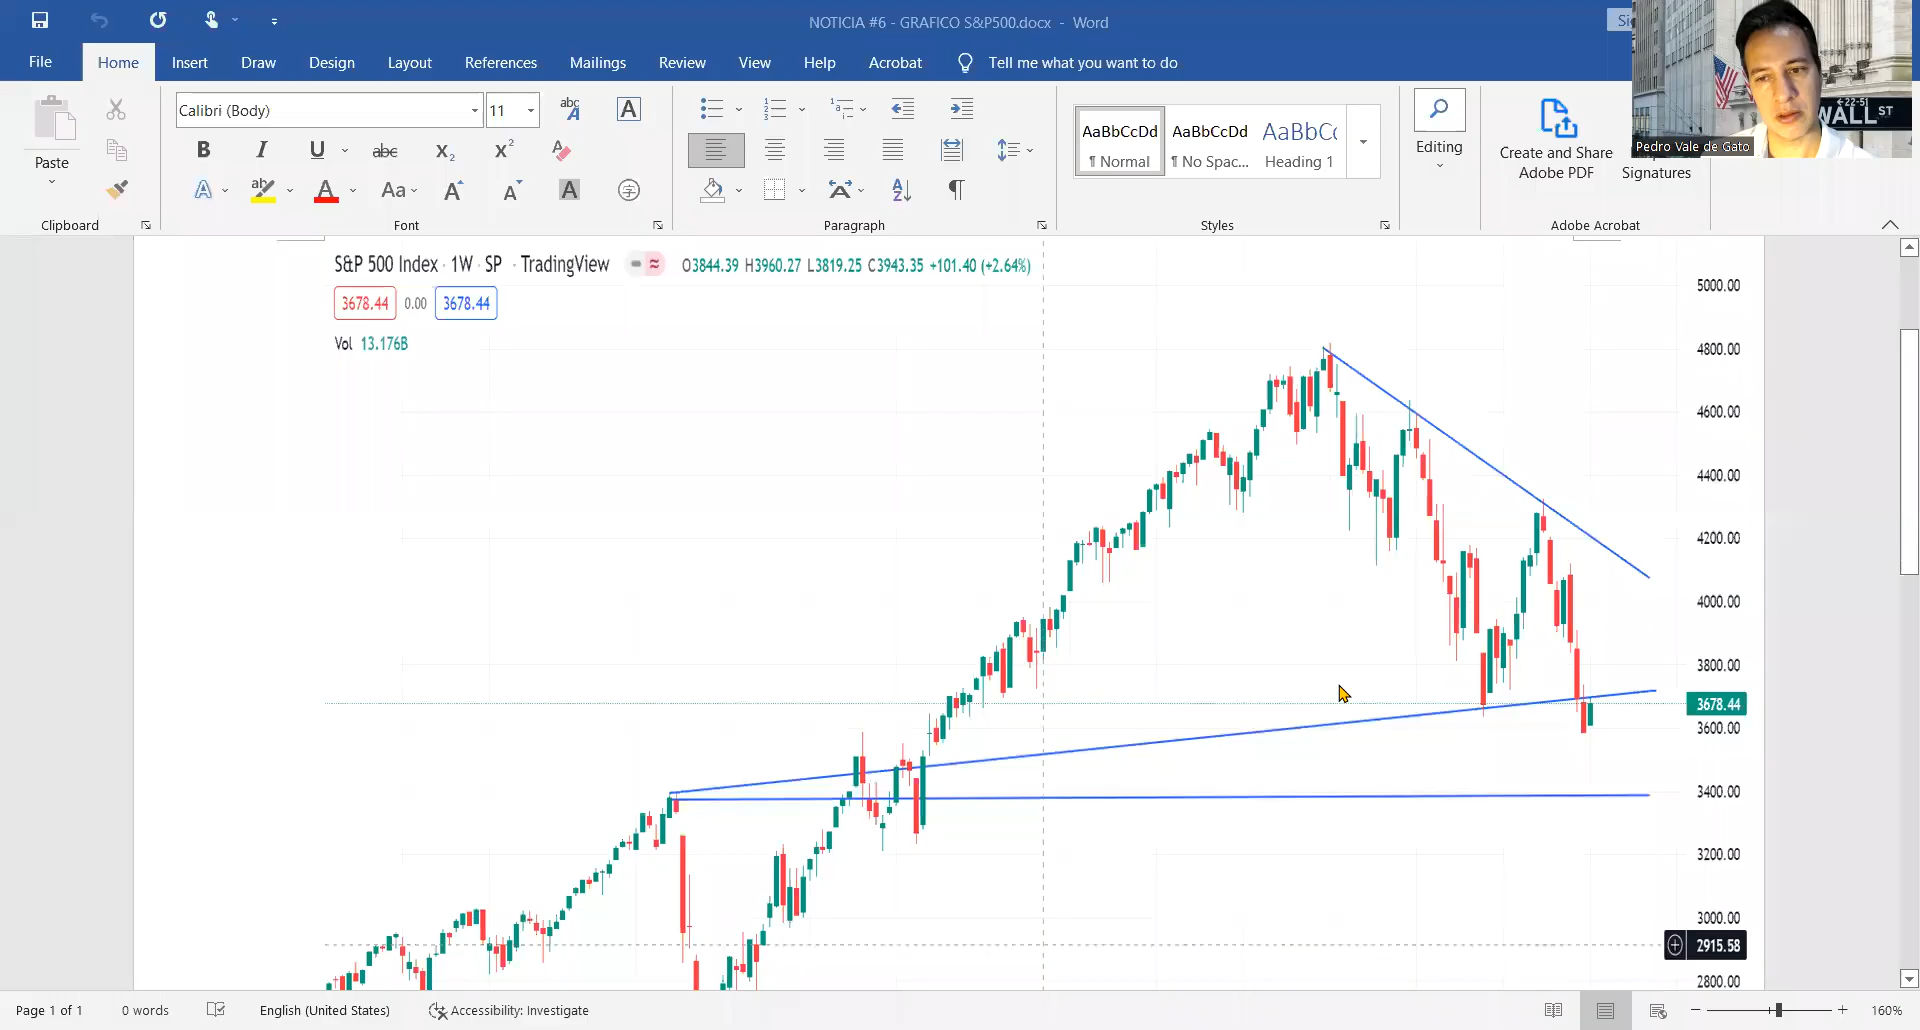 NOTICIA #6 - GRAFICO S&P500.docx - Word
File Home Insert Draw Design Layout References Mailings Review View Help Acrobat Tell me what you want to do
Paste
Clipboard
Calibri (Body) 11
Font
Paragraph
AaBbCcDd AaBbCcDd AaBbCc
¶ Normal ¶ No Spac... Heading 1
Styles
Editing
Create and Share
Adobe PDF
Signatures
Adobe Acrobat
WALL ST
Pedro Vale de Gato
S&P 500 Index · 1W · SP · TradingView O3844.39 H3960.27 L3819.25 C3943.35 +101.40 (+2.64%)
3678.44 0.00 3678.44
Vol 13.176B
5000.00
4800.00
4600.00
4400.00
4200.00
4000.00
3800.00
3678.44
3600.00
3400.00
3200.00
3000.00
2915.58
2800.00
Page 1 of 1 0 words English (United States) Accessibility: Investigate 160%